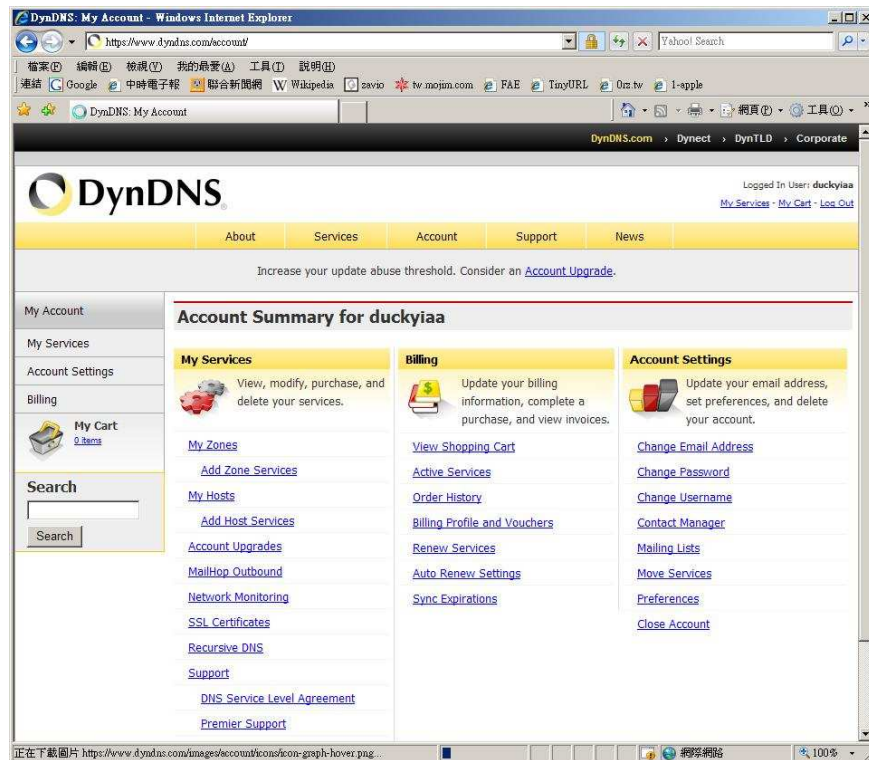 DynDNS: My Account - Windows Internet Explorer
https://www.dyndns.com/account/
Yahoo! Search
檔案(F) 編輯(E) 檢視(V) 我的最愛(A) 工具(T) 說明(H)
連結 Google 中時電子報 聯合新聞網 Wikipedia zavio tw.mojim.com FAE TinyURL 0rz.tw 1-apple
DynDNS: My Account
網頁(P) 工具(O)
DynDNS.com › Dynect › DynTLD › Corporate
DynDNS
Logged In User: duckyiaa
My Services - My Cart - Log Out
About Services Account Support News
Increase your update abuse threshold. Consider an Account Upgrade.
My Account
My Services
Account Settings
Billing
My Cart
0 items
Search
Search
Account Summary for duckyiaa
My Services
View, modify, purchase, and
delete your services.
My Zones
Add Zone Services
My Hosts
Add Host Services
Account Upgrades
MailHop Outbound
Network Monitoring
SSL Certificates
Recursive DNS
Support
DNS Service Level Agreement
Premier Support
Billing
Update your billing
information, complete a
purchase, and view invoices.
View Shopping Cart
Active Services
Order History
Billing Profile and Vouchers
Renew Services
Auto Renew Settings
Sync Expirations
Account Settings
Update your email address,
set preferences, and delete
your account.
Change Email Address
Change Password
Change Username
Contact Manager
Mailing Lists
Move Services
Preferences
Close Account
正在下載圖片 https://www.dyndns.com/images/account/icons/icon-graph-hover.png...
網際網路
100%